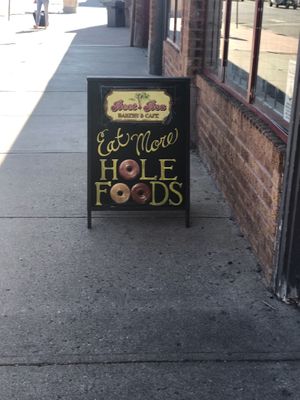 BAKERY & CAFE
Eat More
HOLE
FOODS